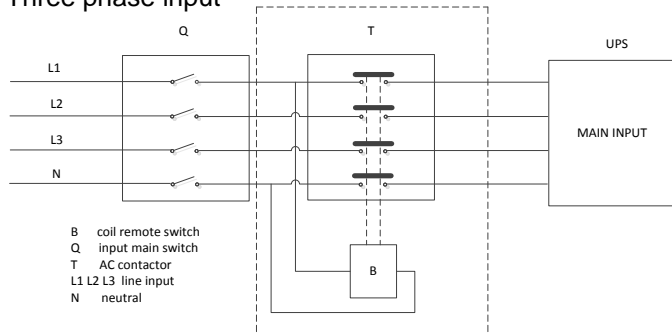 Three phase input
Q
T
UPS
L1
L2
L3
N
MAIN INPUT
B
B coil remote switch
Q input main switch
T AC contactor
L1 L2 L3 line input
N neutral